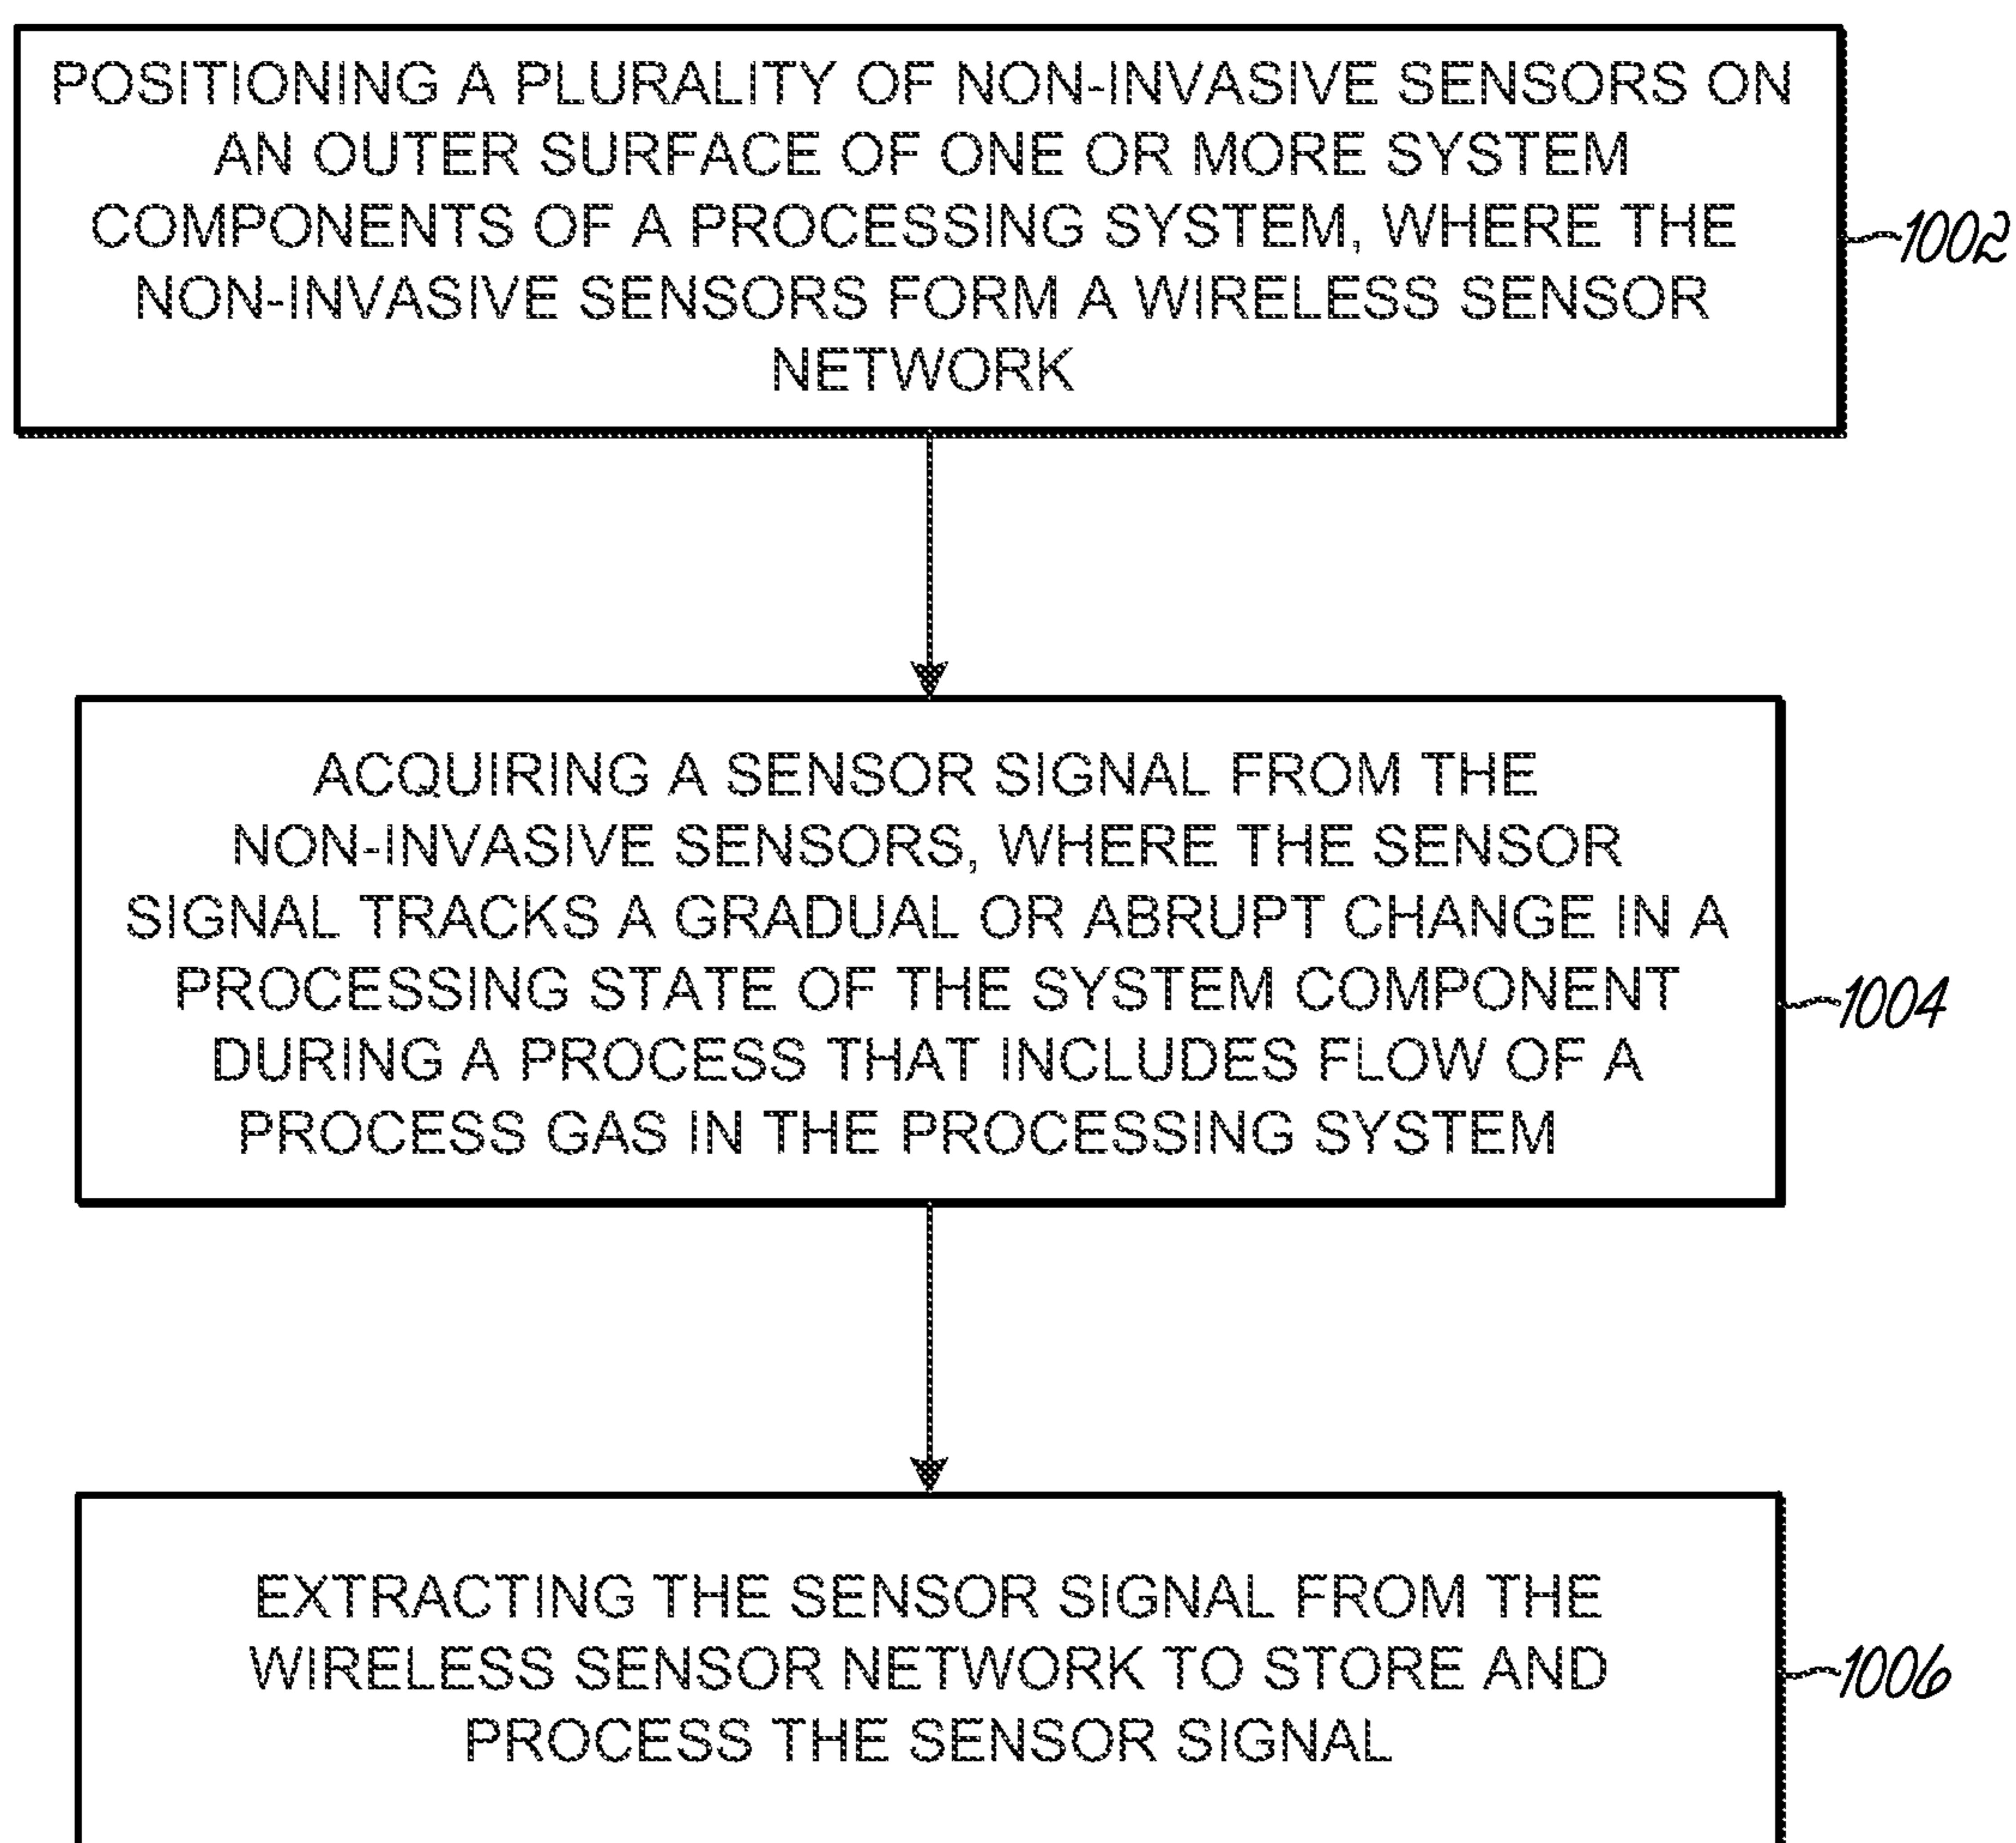 POSITIONING A PLURALITY OF NON-INVASIVE SENSORS ON
AN OUTER SURFACE OF ONE OR MORE SYSTEM
COMPONENTS OF A PROCESSING SYSTEM, WHERE THE
NON-INVASIVE SENSORS FORM A WIRELESS SENSOR
NETWORK
1002
ACQUIRING A SENSOR SIGNAL FROM THE
NON-INVASIVE SENSORS, WHERE THE SENSOR
SIGNAL TRACKS A GRADUAL OR ABRUPT CHANGE IN A
PROCESSING STATE OF THE SYSTEM COMPONENT
DURING A PROCESS THAT INCLUDES FLOW OF A
PROCESS GAS IN THE PROCESSING SYSTEM
1004
EXTRACTING THE SENSOR SIGNAL FROM THE
WIRELESS SENSOR NETWORK TO STORE AND
PROCESS THE SENSOR SIGNAL
1006